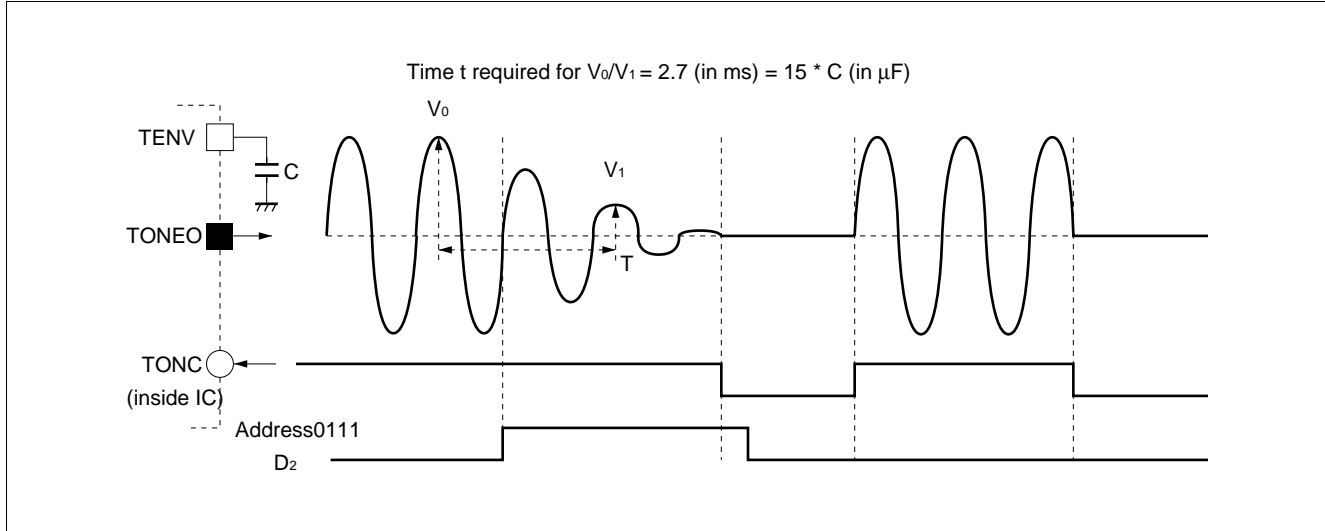 Time t required for V0/V1 = 2.7 (in ms) = 15 * C (in μF)
V0
TENV
C
V1
TONEO
T
TONC
(inside IC)
Address0111
D2